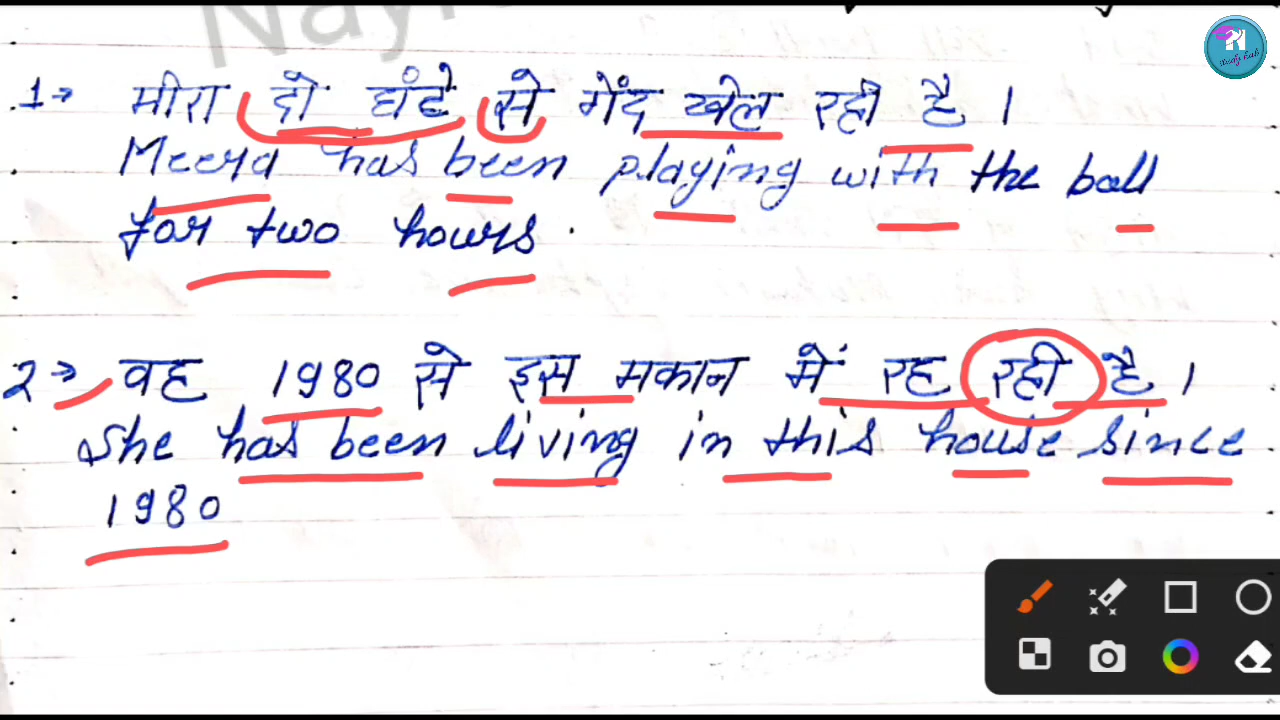 1→ मीरा दो घंटे से गेंद खेल रही है ।
Meera has been playing with the ball
for two hours.
2→ वह 1980 से इस मकान में रह रही है ।
She has been living in this house since
1980